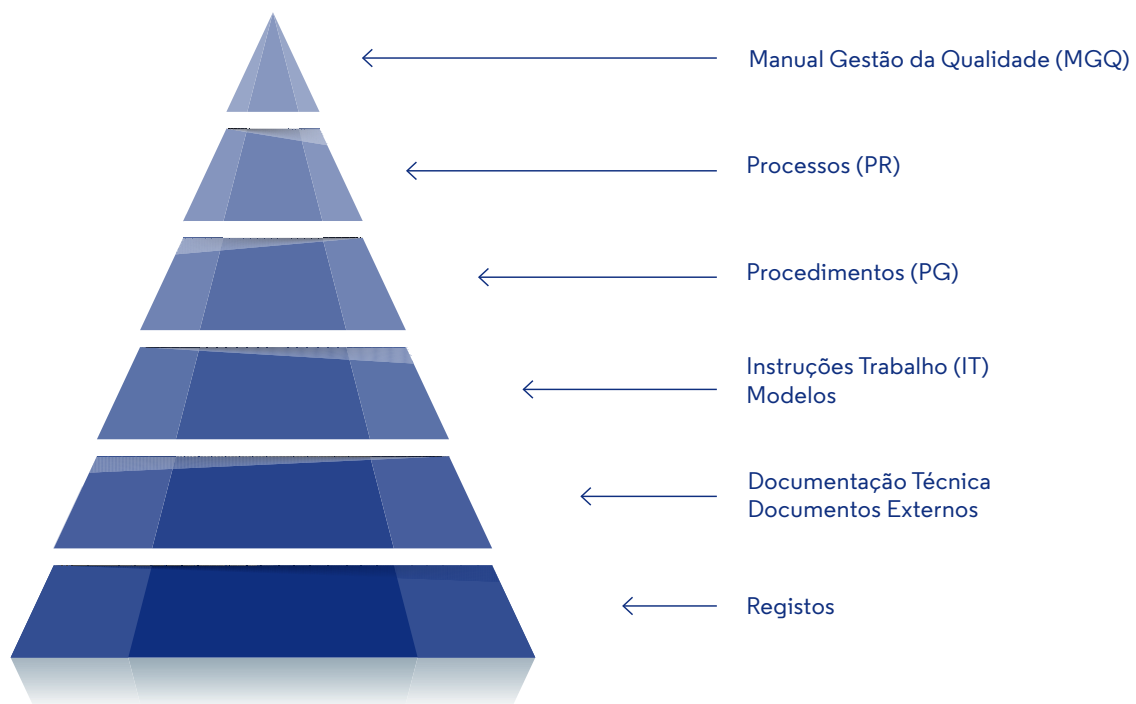 Manual Gestão da Qualidade (MGQ)
Processos (PR)
Procedimentos (PG)
Instruções Trabalho (IT)
Modelos
Documentação Técnica
Documentos Externos
Registos